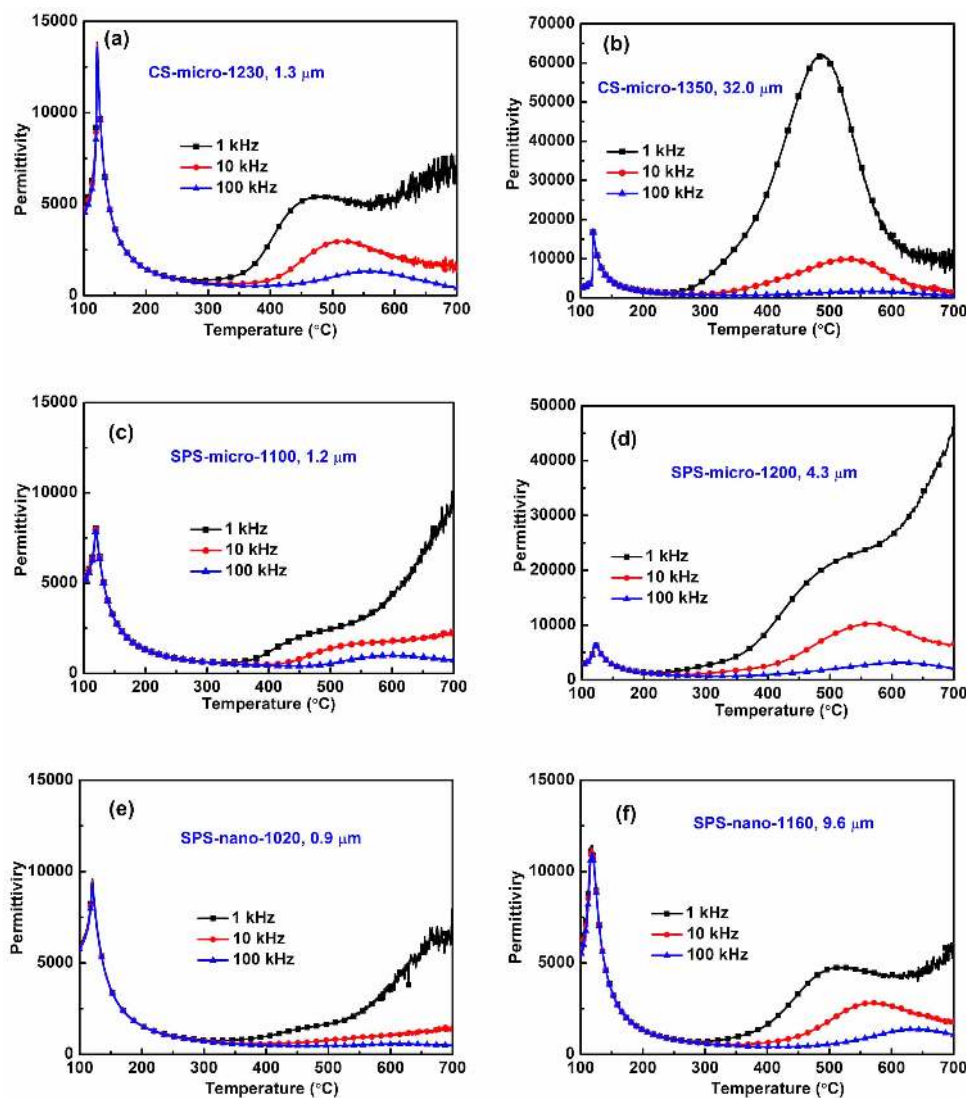 (a)
CS-micro-1230, 1.3 μm
1 kHz
10 kHz
100 kHz
Permittivity
15000
10000
5000
0
100 200 300 400 500 600 700
Temperature (°C)
(b)
CS-micro-1350, 32.0 μm
1 kHz
10 kHz
100 kHz
Permittivity
70000
60000
50000
40000
30000
20000
10000
0
100 200 300 400 500 600 700
Temperature (°C)
(c)
SPS-micro-1100, 1.2 μm
1 kHz
10 kHz
100 kHz
Permittiviry
15000
10000
5000
0
100 200 300 400 500 600 700
Temperature (°C)
(d)
SPS-micro-1200, 4.3 μm
1 kHz
10 kHz
100 kHz
Permittiviry
50000
40000
30000
20000
10000
0
100 200 300 400 500 600 700
Temperature (°C)
(e)
SPS-nano-1020, 0.9 μm
1 kHz
10 kHz
100 kHz
Permittiviry
15000
10000
5000
0
100 200 300 400 500 600 700
Temperature (°C)
(f)
SPS-nano-1160, 9.6 μm
1 kHz
10 kHz
100 kHz
Permittiviry
15000
10000
5000
0
100 200 300 400 500 600 700
Temperature (°C)